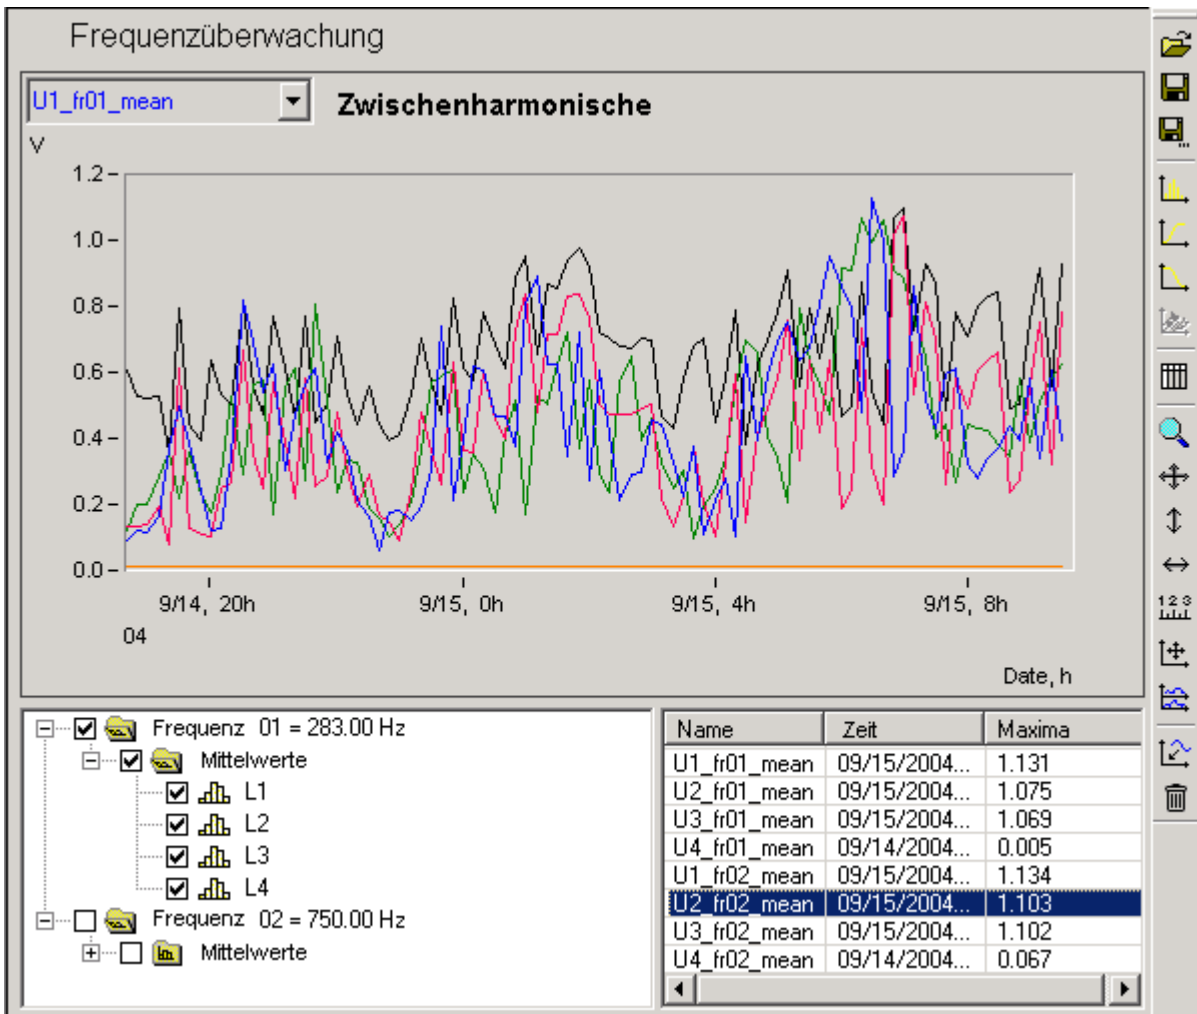 Frequenzüberwachung
U1_fr01_mean
Zwischenharmonische
V
1.2
1.0
0.8
0.6
0.4
0.2
0.0
9/14, 20h 9/15, 0h 9/15, 4h 9/15, 8h
04
Date, h
Frequenz 01 = 283.00 Hz
Mittelwerte
L1
L2
L3
L4
Frequenz 02 = 750.00 Hz
Mittelwerte
Name Zeit Maxima
U1_fr01_mean 09/15/2004... 1.131
U2_fr01_mean 09/15/2004... 1.075
U3_fr01_mean 09/15/2004... 1.069
U4_fr01_mean 09/14/2004... 0.005
U1_fr02_mean 09/15/2004... 1.134
U2_fr02_mean 09/15/2004... 1.103
U3_fr02_mean 09/15/2004... 1.102
U4_fr02_mean 09/14/2004... 0.067
1 2 3